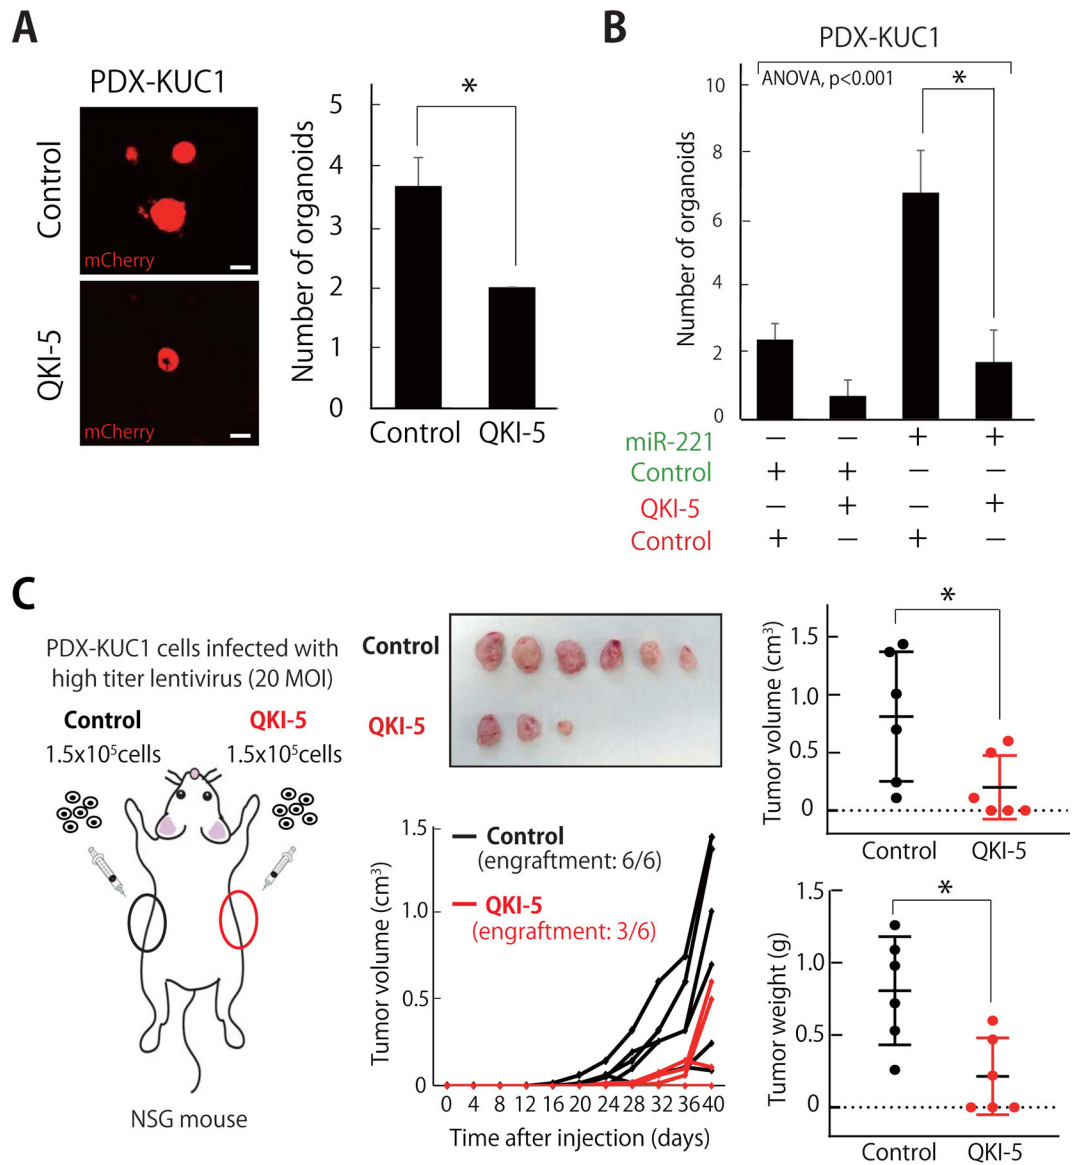 A
PDX-KUC1
Control
mCherry
QKI-5
mCherry
Number of organoids
5
4
3
2
1
0
*
Control QKI-5
B
PDX-KUC1
ANOVA, p<0.001
*
Number of organoids
10
8
6
4
2
0
miR-221 − − + +
Control + + − −
QKI-5 − + − +
Control + − + −
C
PDX-KUC1 cells infected with
high titer lentivirus (20 MOI)
Control QKI-5
1.5x10⁵cells 1.5x10⁵cells
NSG mouse
Control
QKI-5
Tumor volume (cm³)
1.5
1.0
0.5
0
Control
(engraftment: 6/6)
QKI-5
(engraftment: 3/6)
0 4 8 12 16 20 24 28 32 36 40
Time after injection (days)
Tumor volume (cm³)
1.5
1.0
0.5
0
*
Control QKI-5
Tumor weight (g)
1.5
1.0
0.5
0
*
Control QKI-5